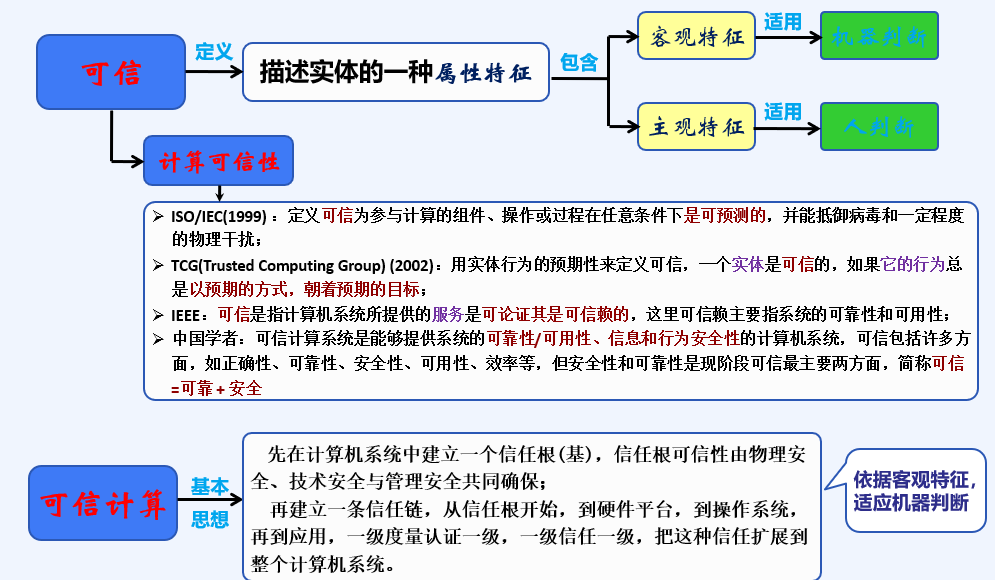 可信
定义
描述实体的一种属性特征
包含
客观特征
适用
机器判断
主观特征
适用
人判断
计算可信性
➢ ISO/IEC(1999)：定义可信为参与计算的组件、操作或过程在任意条件下是可预测的，并能抵御病毒和一定程度
的物理干扰；
➢ TCG(Trusted Computing Group) (2002)：用实体行为的预期性来定义可信，一个实体是可信的，如果它的行为总
是以预期的方式，朝着预期的目标；
➢ IEEE：可信是指计算机系统所提供的服务是可论证其是可信赖的，这里可信赖主要指系统的可靠性和可用性；
➢ 中国学者：可信计算系统是能够提供系统的可靠性/可用性、信息和行为安全性的计算机系统，可信包括许多方
面，如正确性、可靠性、安全性、可用性、效率等，但安全性和可靠性是现阶段可信最主要两方面，简称可信
=可靠 + 安全
可信计算
基本
思想
先在计算机系统中建立一个信任根(基)，信任根可信性由物理安
全、技术安全与管理安全共同确保；
再建立一条信任链，从信任根开始，到硬件平台，到操作系统，
再到应用，一级度量认证一级，一级信任一级，把这种信任扩展到
整个计算机系统。
依据客观特征，
适应机器判断